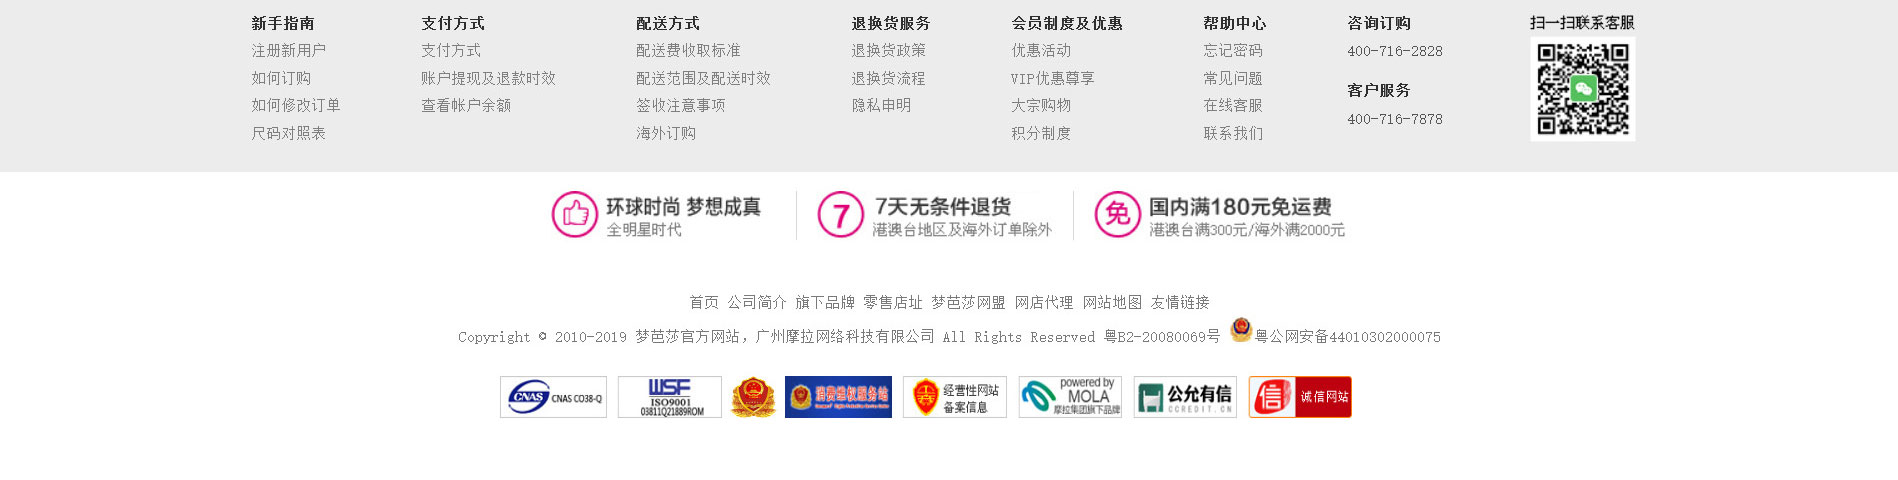 新手指南
注册新用户
如何订购
如何修改订单
尺码对照表
支付方式
支付方式
账户提现及退款时效
查看帐户余额
配送方式
配送费收取标准
配送范围及配送时效
签收注意事项
海外订购
退换货服务
退换货政策
退换货流程
隐私申明
会员制度及优惠
优惠活动
VIP优惠尊享
大宗购物
积分制度
帮助中心
忘记密码
常见问题
在线客服
联系我们
咨询订购
400-716-2828
客户服务
400-716-7878
扫一扫联系客服
环球时尚 梦想成真
全明星时代
7
7天无条件退货
港澳台地区及海外订单除外
免
国内满180元免运费
港澳台满300元/海外满2000元
首页 公司简介 旗下品牌 零售店址 梦芭莎网盟 网店代理 网站地图 友情链接
Copyright © 2010-2019 梦芭莎官方网站，广州摩拉网络科技有限公司 All Rights Reserved 粤B2-20080069号 粤公网安备44010302000075
CNAS CNAS CO38-Q
WSF
ISO9001
03811Q21889ROM
消费维权服务站
经营性网站
备案信息
powered by
MOLA
摩拉集团旗下品牌
公允有信
CCREDIT.CN
信 诚信网站